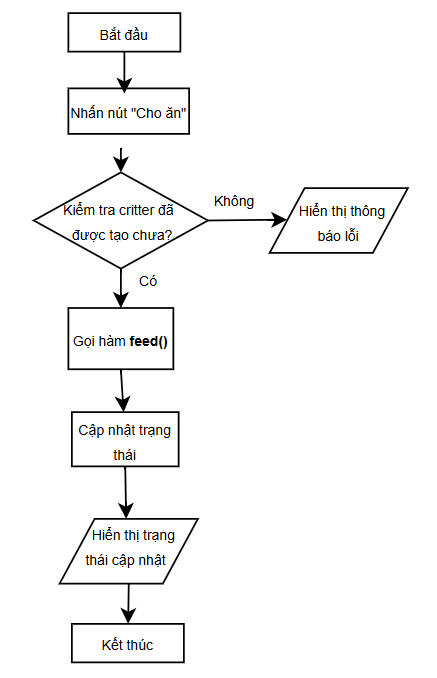 Bắt đầu
Nhấn nút "Cho ăn"
Kiểm tra critter đã
được tạo chưa?
Không
Hiển thị thông
báo lỗi
Có
Gọi hàm feed()
Cập nhật trạng
thái
Hiển thị trạng
thái cập nhật
Kết thúc